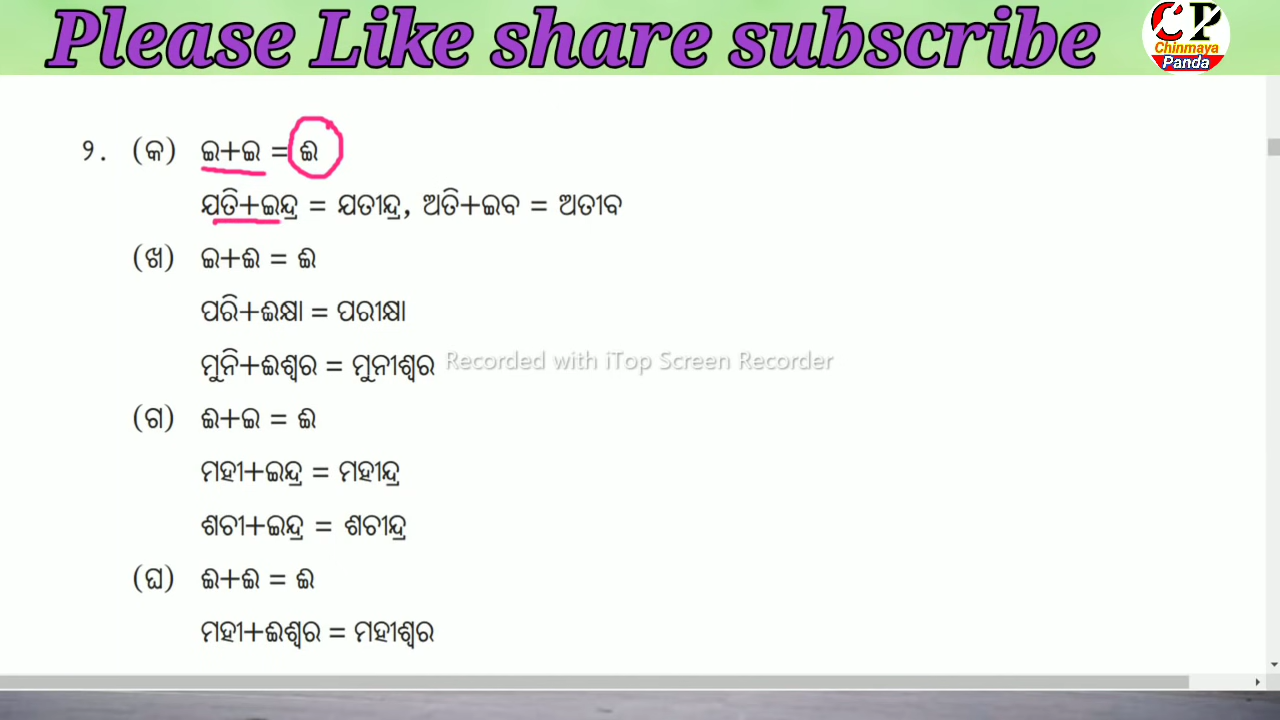 Please Like share subscribe
CP
Chinmaya
Panda
୨. (କ) ଇ+ଇ = ଈ
ଯତି+ଇନ୍ଦ୍ର = ଯତୀନ୍ଦ୍ର, ଅତି+ଇବ = ଅତୀବ
(ଖ) ଇ+ଈ = ଈ
ପରି+ଈକ୍ଷା = ପରୀକ୍ଷା
ମୁନି+ଈଶ୍ୱର = ମୁନୀଶ୍ୱର
Recorded with iTop Screen Recorder
(ଗ) ଈ+ଇ = ଈ
ମହୀ+ଇନ୍ଦ୍ର = ମହୀନ୍ଦ୍ର
ଶଚୀ+ଇନ୍ଦ୍ର = ଶଚୀନ୍ଦ୍ର
(ଘ) ଈ+ଈ = ଈ
ମହୀ+ଈଶ୍ୱର = ମହୀଶ୍ୱର